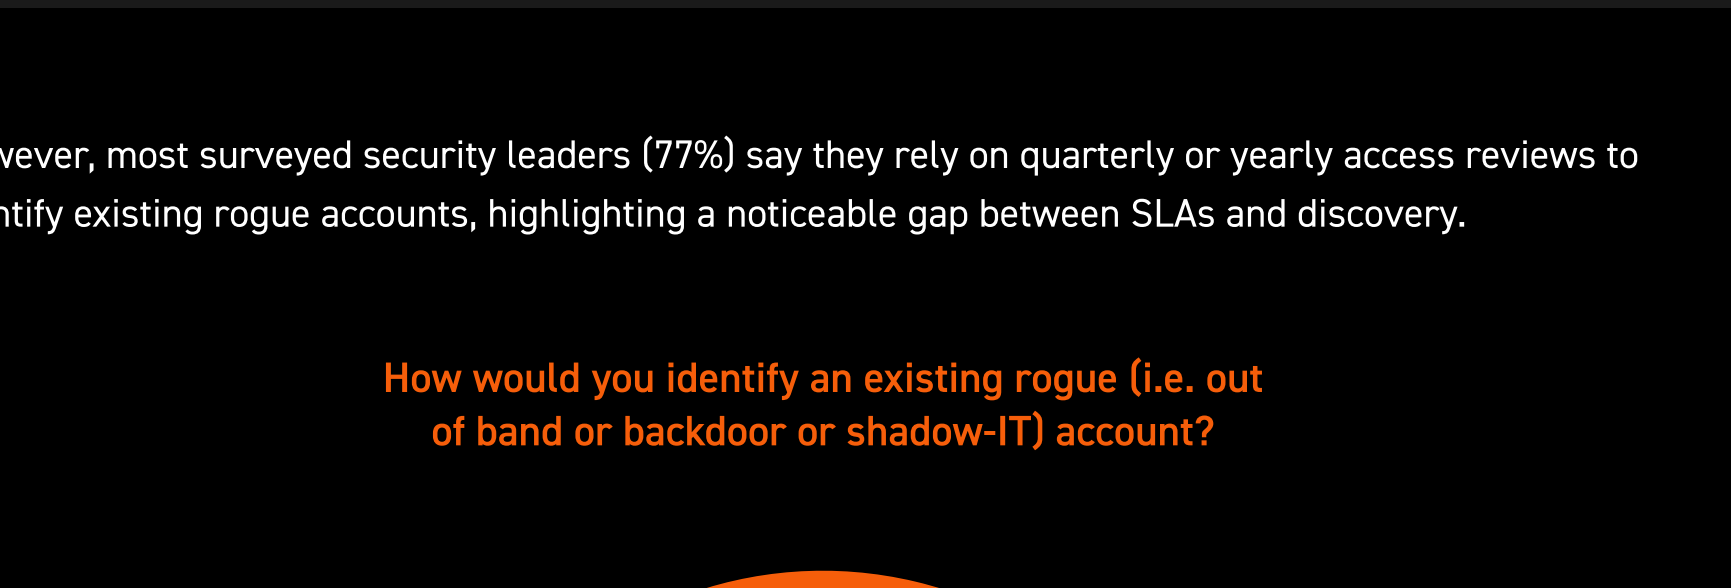 wever, most surveyed security leaders (77%) say they rely on quarterly or yearly access reviews to
ntify existing rogue accounts, highlighting a noticeable gap between SLAs and discovery.
How would you identify an existing rogue (i.e. out
of band or backdoor or shadow-IT) account?